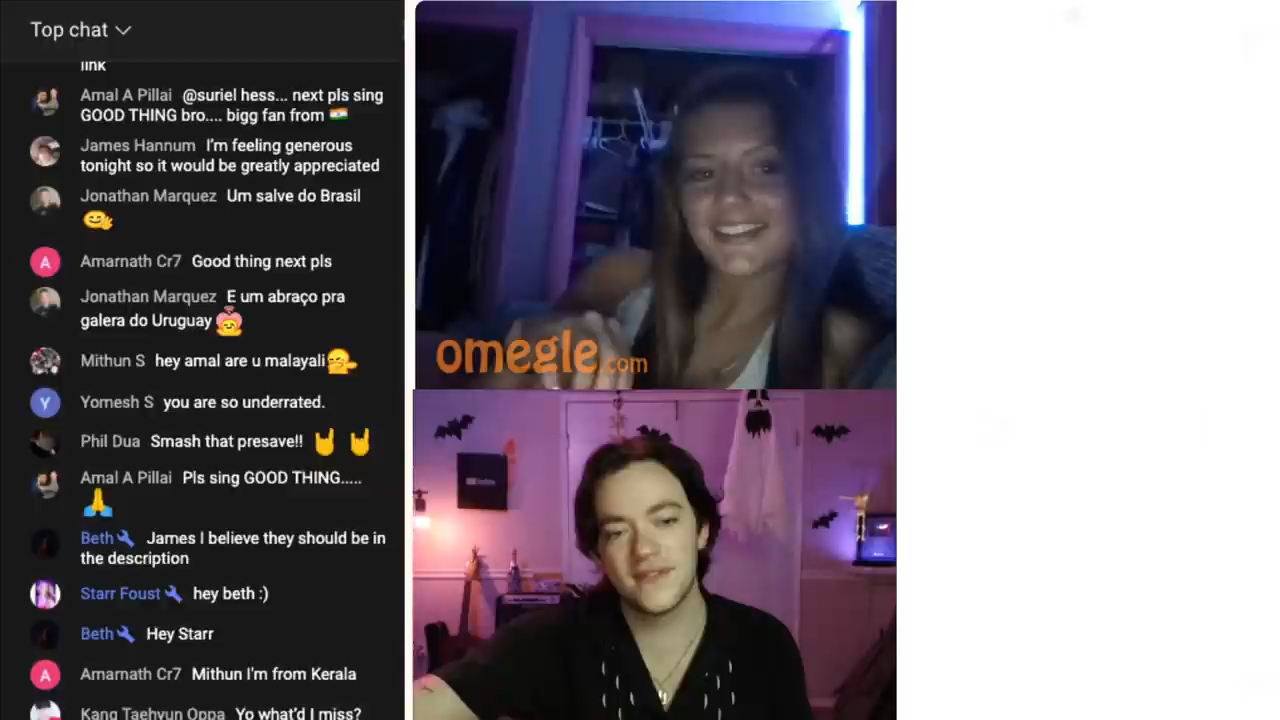 Top chat
link
Amal A Pillai @suriel hess... next pls sing
GOOD THING bro.... bigg fan from 🇮🇳
James Hannum I'm feeling generous
tonight so it would be greatly appreciated
Jonathan Marquez Um salve do Brasil
Amarnath Cr7 Good thing next pls
Jonathan Marquez E um abraço pra
galera do Uruguay
Mithun S hey amal are u malayali
Yomesh S you are so underrated.
Phil Dua Smash that presave!! 🤘 🤘
Amal A Pillai Pls sing GOOD THING.....
🙏
Beth James I believe they should be in
the description
Starr Foust hey beth :)
Beth Hey Starr
Amarnath Cr7 Mithun I'm from Kerala
Kang Taehyun Oppa Yo what'd I miss?
omegle.com